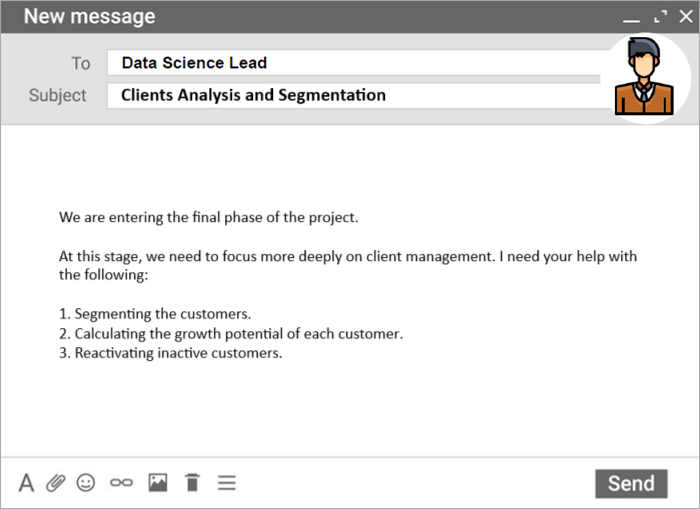 New message
To
Data Science Lead
Subject
Clients Analysis and Segmentation
We are entering the final phase of the project.
At this stage, we need to focus more deeply on client management. I need your help with
the following:
1. Segmenting the customers.
2. Calculating the growth potential of each customer.
3. Reactivating inactive customers.
A
Send